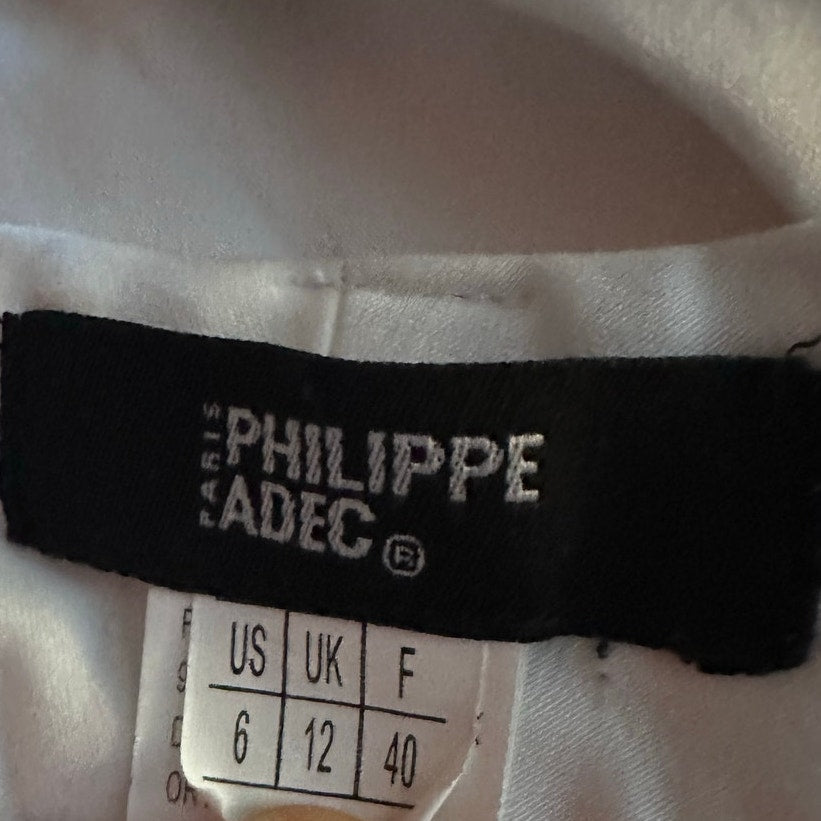 PARIS
PHILIPPE
ADEC ®
US UK F
6 12 40